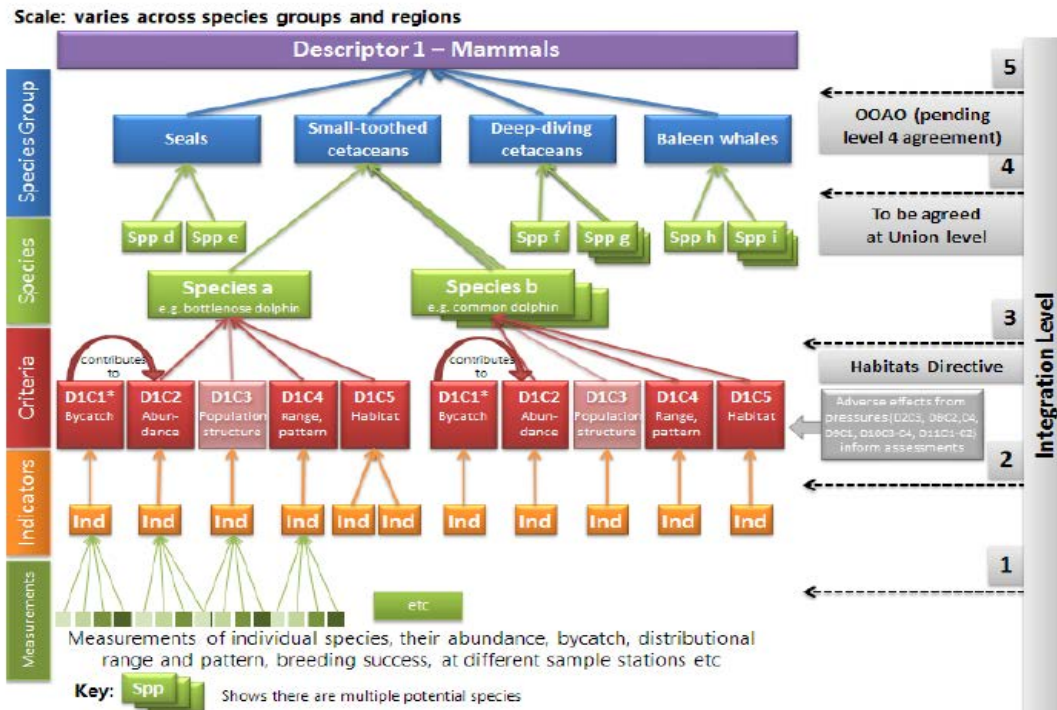 Scale: varies across species groups and regions
Descriptor 1 – Mammals
5
OOAO (pending
level 4 agreement)
Species Group
Seals
Small-toothed
cetaceans
Deep-diving
cetaceans
Baleen whales
4
To be agreed
at Union level
Spp d
Spp e
Spp f
Spp g
Spp h
Spp i
Species
Species a
e.g. bottlenose dolphin
Species b
e.g. common dolphin
3
Habitats Directive
Integration Level
Criteria
contributes
to
contributes
to
D1C1*
Bycatch
D1C2
Abun-
dance
D1C3
Population
structure
D1C4
Range,
pattern
D1C5
Habitat
D1C1*
Bycatch
D1C2
Abun-
dance
D1C3
Population
structure
D1C4
Range,
pattern
D1C5
Habitat
Adverse effects from
pressures (D2C3, D8C2, C4,
D9C1, D10C3-C4, D11C1-C2)
inform assessments
2
Indicators
Ind
Ind
Ind
Ind
Ind
Ind
Ind
Ind
Ind
Ind
Ind
1
Measurements
etc
Measurements of individual species, their abundance, bycatch, distributional
range and pattern, breeding success, at different sample stations etc
Key:
Spp
Shows there are multiple potential species